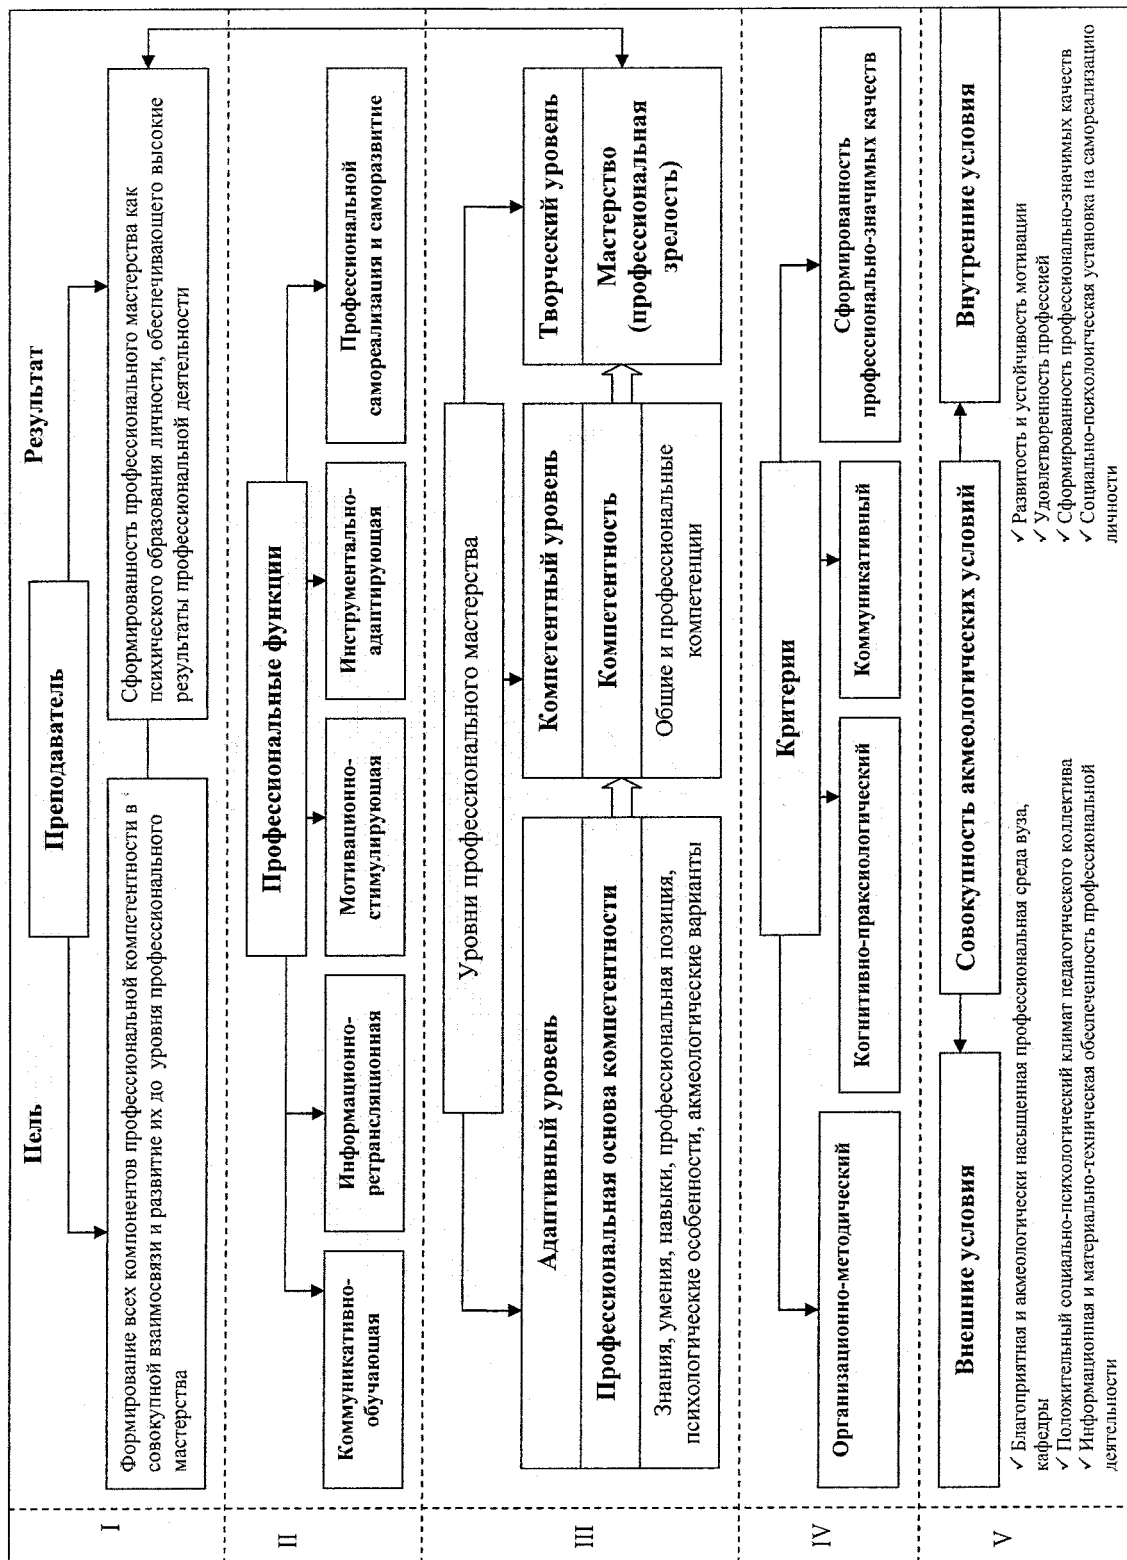 Цель
Преподаватель
Результат
I
Формирование всех компонентов профессиональной компетентности в
совокупной взаимосвязи и развитие их до уровня профессионального
мастерства
Сформированность профессионального мастерства как
психического образования личности, обеспечивающего высокие
результаты профессиональной деятельности
II
Профессиональные функции
Коммуникативно-
обучающая
Информационно-
ретрансляционная
Мотивационно-
стимулирующая
Инструментально-
адаптирующая
Профессиональной
самореализация и саморазвитие
III
Уровни профессионального мастерства
Адаптивный уровень
Профессиональная основа компетентности
Знания, умения, навыки, профессиональная позиция,
психологические особенности, акмеологические варианты
Компетентный уровень
Компетентность
Общие и профессиональные
компетенции
Творческий уровень
Мастерство
(профессиональная
зрелость)
IV
Критерии
Организационно-методический
Когнитивно-праксиологический
Коммуникативный
Сформированность
профессионально-значимых качеств
V
Совокупность акмеологических условий
Внешние условия
✓ Благоприятная и акмеологически насыщенная профессиональная среда вуза,
кафедры
✓ Положительный социально-психологический климат педагогического коллектива
✓ Информационная и материально-техническая обеспеченность профессиональной
деятельности
Внутренние условия
✓ Развитость и устойчивость мотивации
✓ Удовлетворенность профессией
✓ Сформированность профессионально-значимых качеств
✓ Социально-психологическая установка на самореализацию
личности